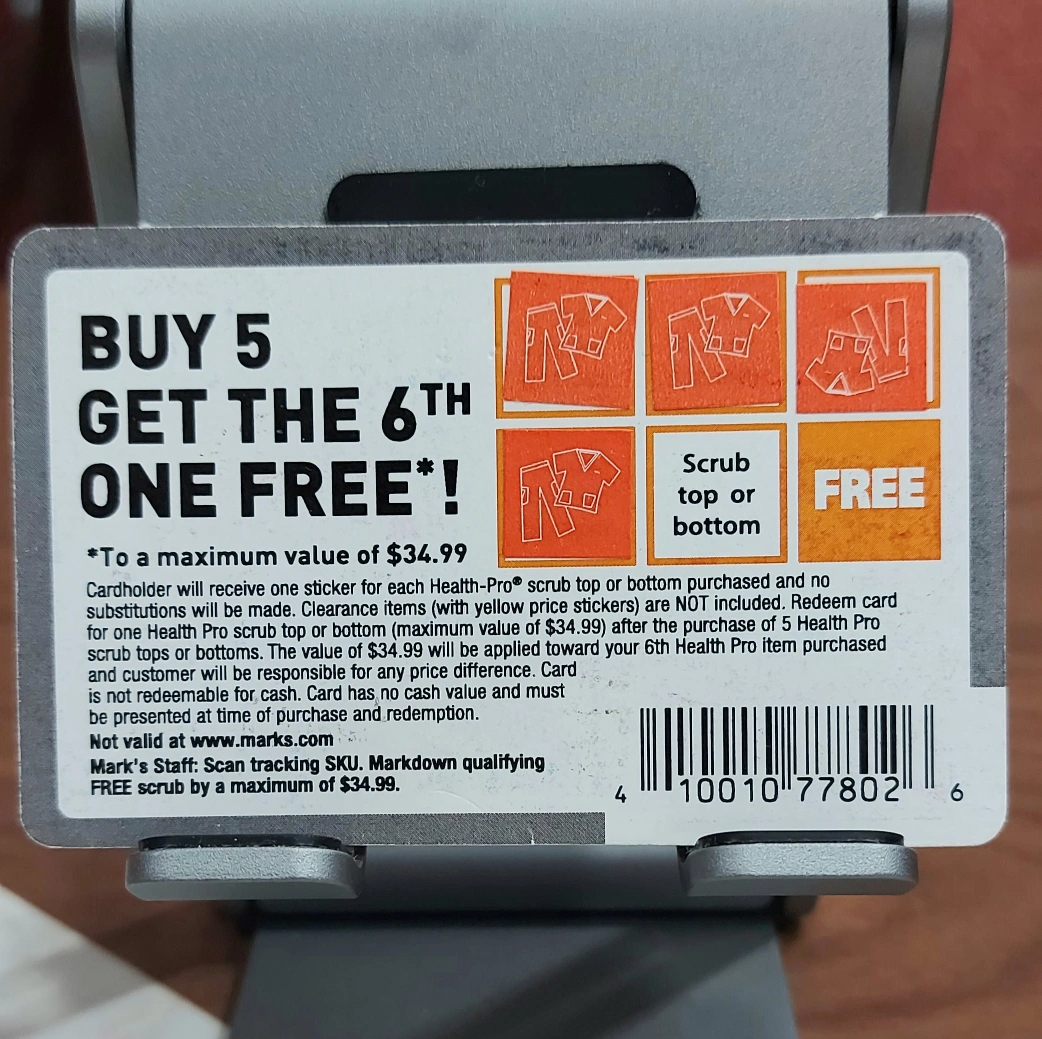 BUY 5
GET THE 6TH
ONE FREE*!
*To a maximum value of $34.99
Scrub
top or
bottom
FREE
Cardholder will receive one sticker for each Health-Pro® scrub top or bottom purchased and no
substitutions will be made. Clearance items (with yellow price stickers) are NOT included. Redeem card
for one Health Pro scrub top or bottom (maximum value of $34.99) after the purchase of 5 Health Pro
scrub tops or bottoms. The value of $34.99 will be applied toward your 6th Health Pro item purchased
and customer will be responsible for any price difference. Card
is not redeemable for cash. Card has no cash value and must
be presented at time of purchase and redemption.
Not valid at www.marks.com
Mark's Staff: Scan tracking SKU. Markdown qualifying
FREE scrub by a maximum of $34.99.
4 10010 77802 6